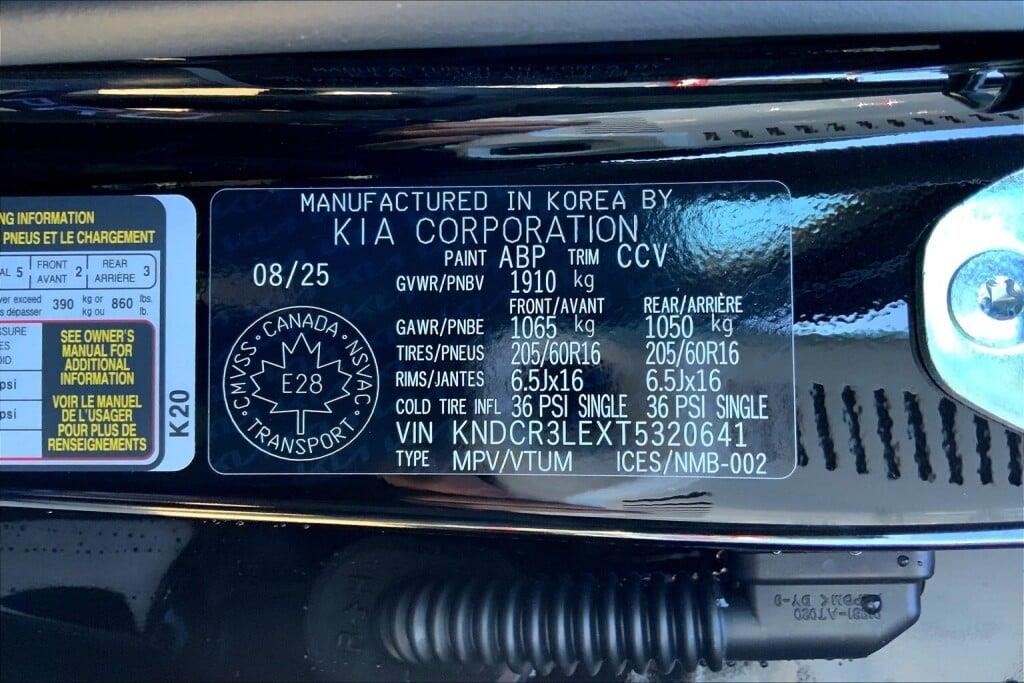 NG INFORMATION
PNEUS ET LE CHARGEMENT
AL 5 FRONT AVANT 2 REAR ARRIÈRE 3
ver exceed 390 kg or 860 lbs.
s dépasser kg ou lb.
SSURE
ES
OID
psi
psi
SEE OWNER'S
MANUAL FOR
ADDITIONAL
INFORMATION
VOIR LE MANUEL
DE L'USAGER
POUR PLUS DE
RENSEIGNEMENTS
K20
MANUFACTURED IN KOREA BY
KIA CORPORATION
PAINT ABP TRIM CCV
08/25
GVWR/PNBV 1910 kg
FRONT/AVANT REAR/ARRIÈRE
GAWR/PNBE 1065 kg 1050 kg
TIRES/PNEUS 205/60R16 205/60R16
RIMS/JANTES 6.5Jx16 6.5Jx16
COLD TIRE INFL 36 PSI SINGLE 36 PSI SINGLE
VIN KNDCR3LEXT5320641
TYPE MPV/VTUM ICES/NMB-002
CANADA
CMVSS NSVAC
E28
TRANSPORT